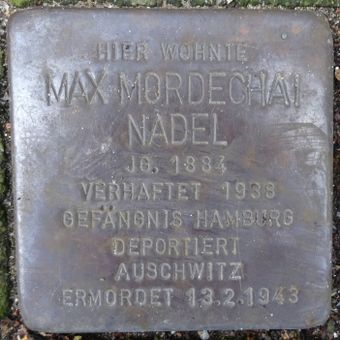 HIER WOHNTE
MAX MORDECHAI
NADEL
JG. 1884
VERHAFTET 1938
GEFÄNGNIS HAMBURG
DEPORTIERT
AUSCHWITZ
ERMORDET 13.2.1943